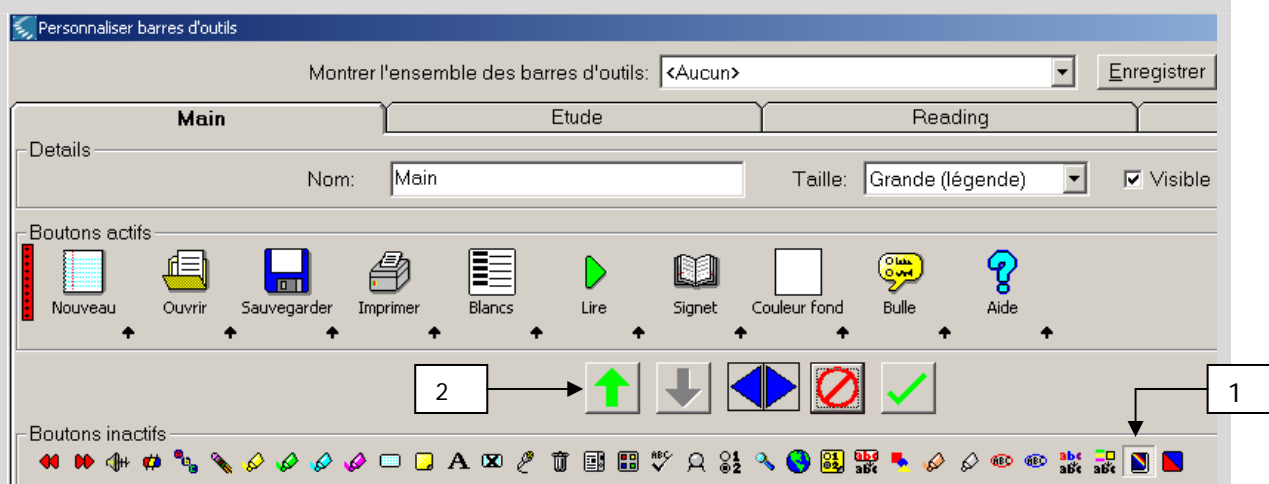 Personnaliser barres d'outils
Montrer l'ensemble des barres d'outils: <Aucun> Enregistrer
Main Etude Reading
Details
Nom: Main Taille: Grande (légende) Visible
Boutons actifs
Nouveau Ouvrir Sauvegarder Imprimer Blancs Lire Signet Couleur fond Bulle Aide
2
1
Boutons inactifs